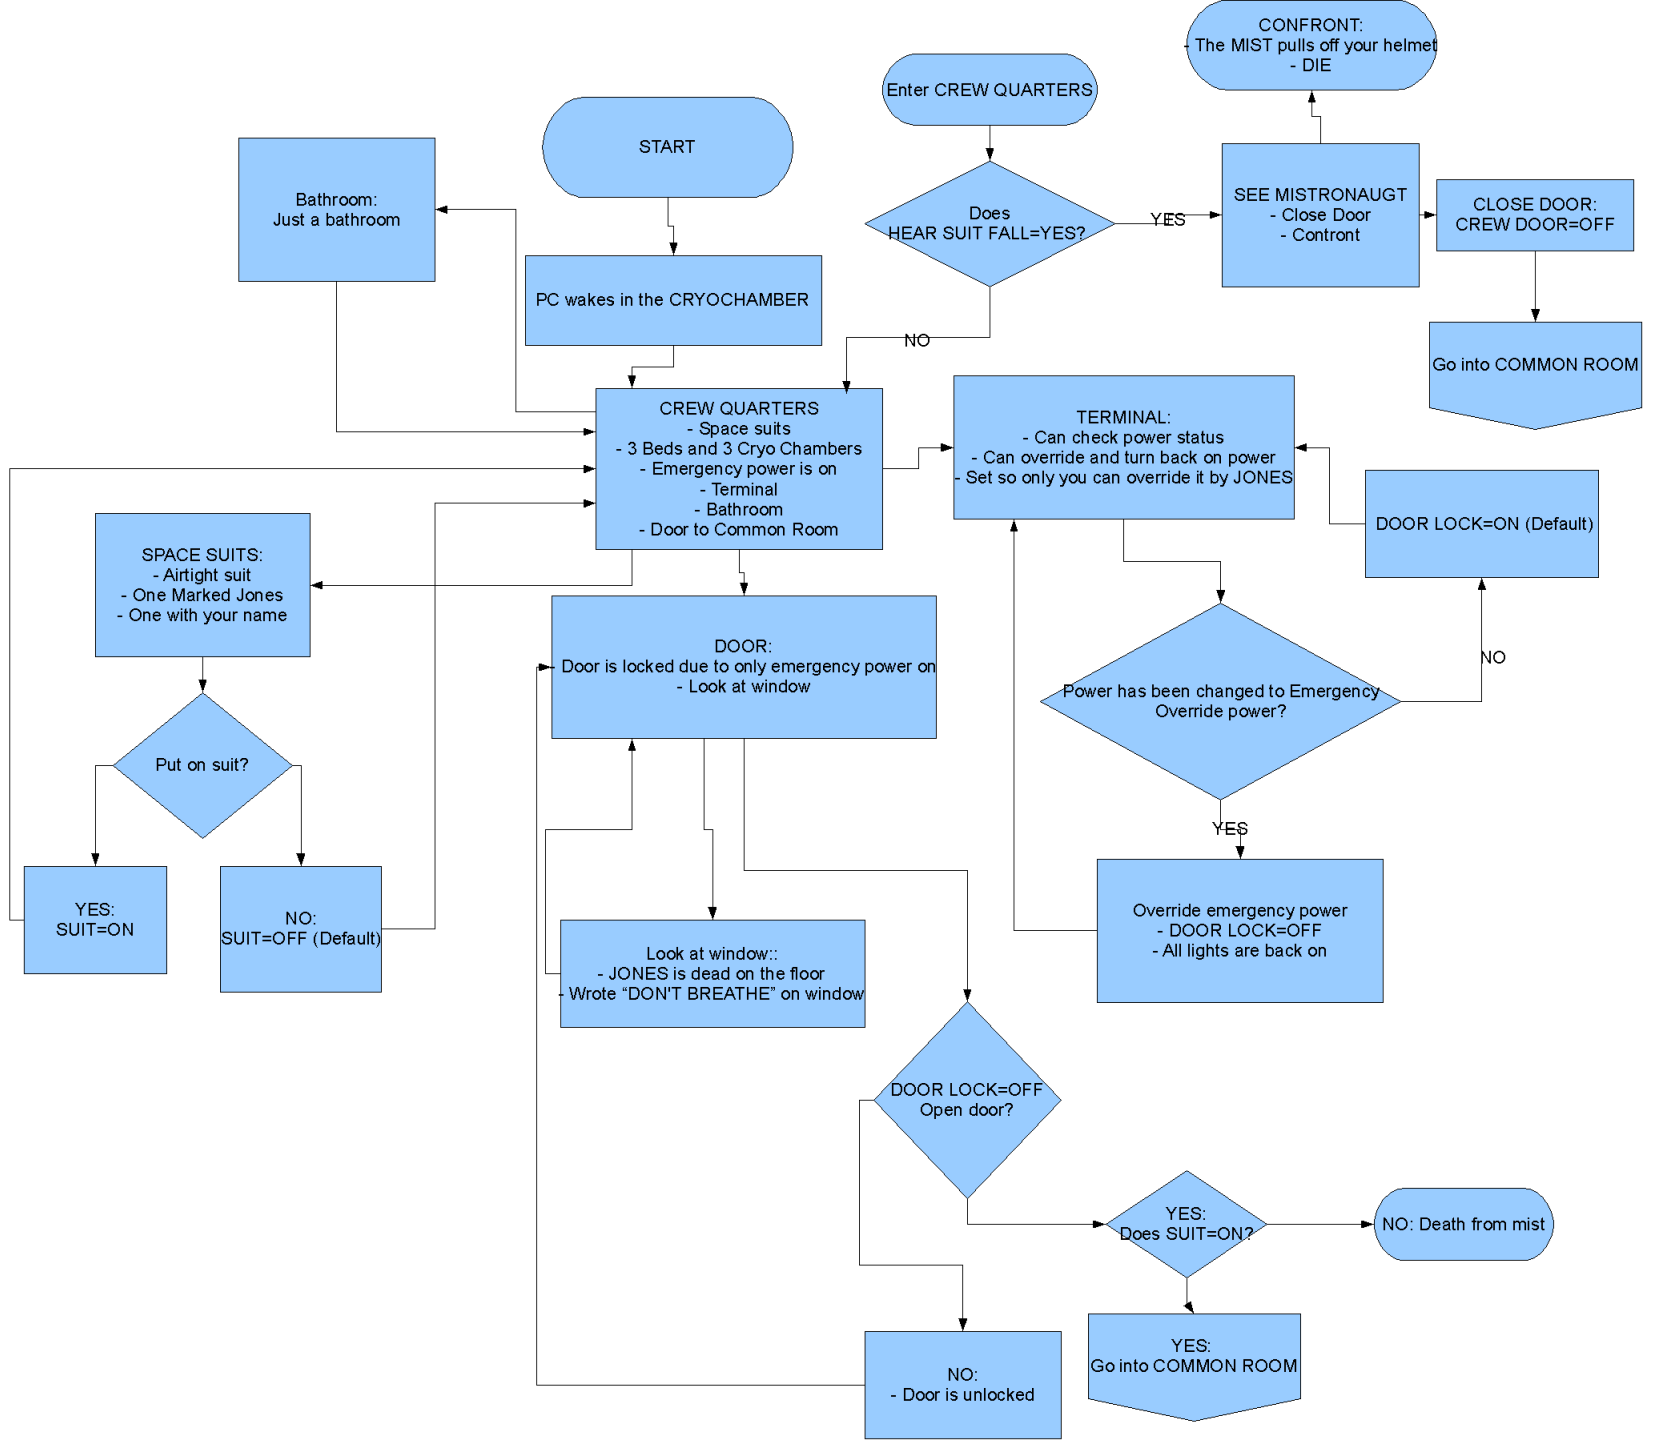 CONFRONT:
- The MIST pulls off your helmet
- DIE
Enter CREW QUARTERS
START
Bathroom:
Just a bathroom
Does
HEAR SUIT FALL=YES?
YES
SEE MISTRONAUGT
- Close Door
- Contront
CLOSE DOOR:
CREW DOOR=OFF
PC wakes in the CRYOCHAMBER
NO
Go into COMMON ROOM
CREW QUARTERS
- Space suits
- 3 Beds and 3 Cryo Chambers
- Emergency power is on
- Terminal
- Bathroom
- Door to Common Room
TERMINAL:
- Can check power status
- Can override and turn back on power
- Set so only you can override it by JONES
DOOR LOCK=ON (Default)
SPACE SUITS:
- Airtight suit
- One Marked Jones
- One with your name
DOOR:
- Door is locked due to only emergency power on
- Look at window
NO
Power has been changed to Emergency
Override power?
Put on suit?
YES
YES:
SUIT=ON
NO:
SUIT=OFF (Default)
Override emergency power
- DOOR LOCK=OFF
- All lights are back on
Look at window::
- JONES is dead on the floor
- Wrote “DON'T BREATHE” on window
DOOR LOCK=OFF
Open door?
YES:
Does SUIT=ON?
NO: Death from mist
YES:
Go into COMMON ROOM
NO:
- Door is unlocked